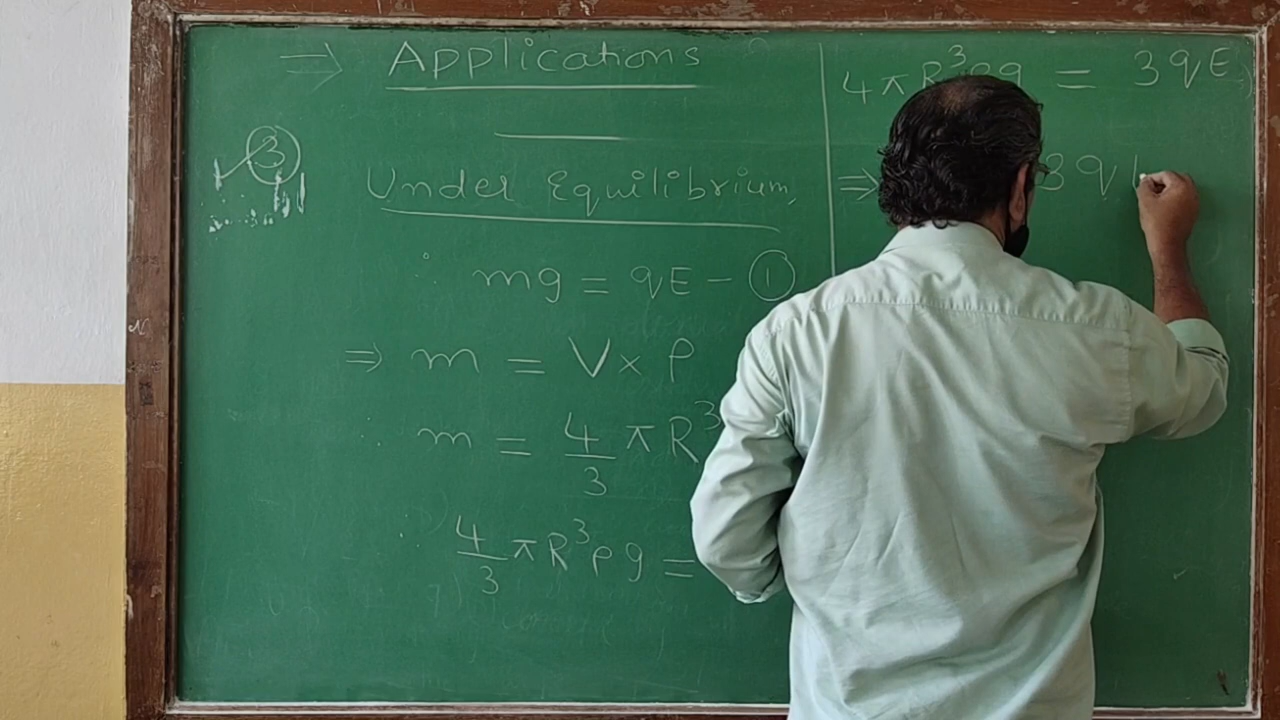 ⇒ Applications
③
Under Equilibrium,
mg = qE - ①
⇒ m = V × ρ
m = 4/3 πR³
4/3 πR³ρg =
4πR³ρg = 3qE
⇒ 3q